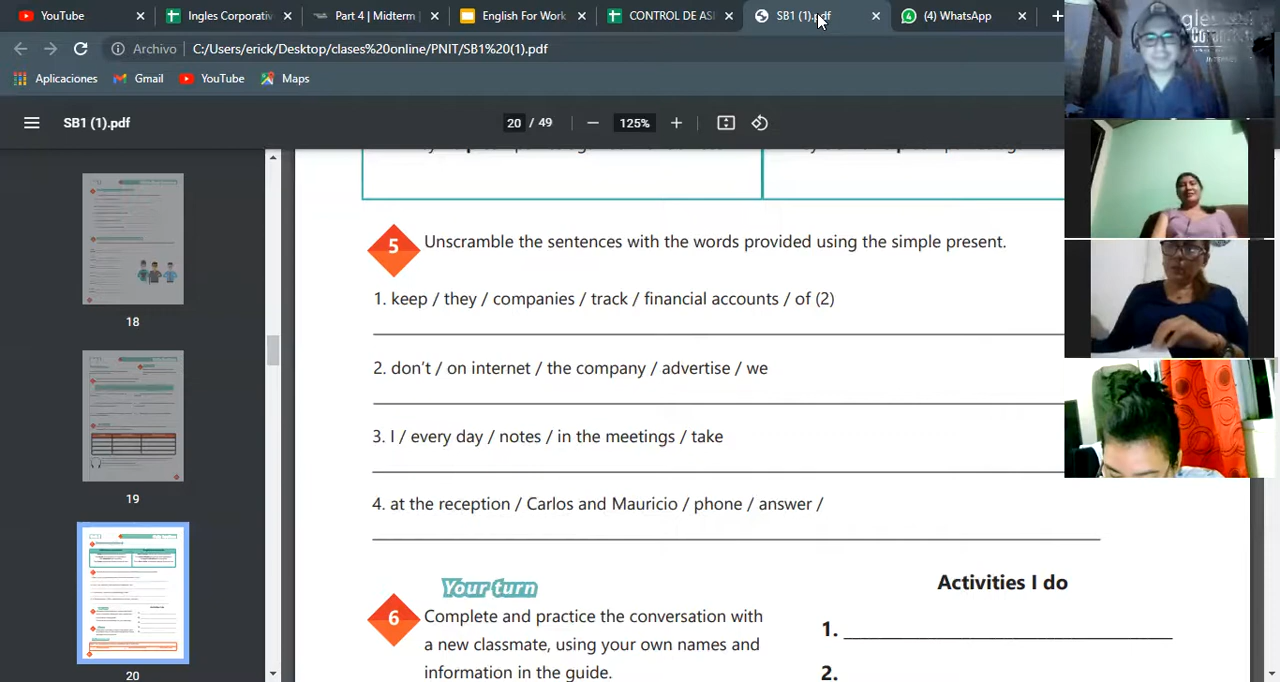 YouTube
Ingles Corporativ
Part 4 | Midterm
English For Work
CONTROL DE ASI
SB1 (1).pdf
(4) WhatsApp
Archivo
C:/Users/erick/Desktop/clases%20online/PNIT/SB1%20(1).pdf
Aplicaciones
Gmail
YouTube
Maps
SB1 (1).pdf
20 / 49
125%
18
19
20
5
Unscramble the sentences with the words provided using the simple present.
1. keep / they / companies / track / financial accounts / of (2)
2. don't / on internet / the company / advertise / we
3. I / every day / notes / in the meetings / take
4. at the reception / Carlos and Mauricio / phone / answer /
Your turn
6
Complete and practice the conversation with
a new classmate, using your own names and
information in the guide.
Activities I do
1.
2.